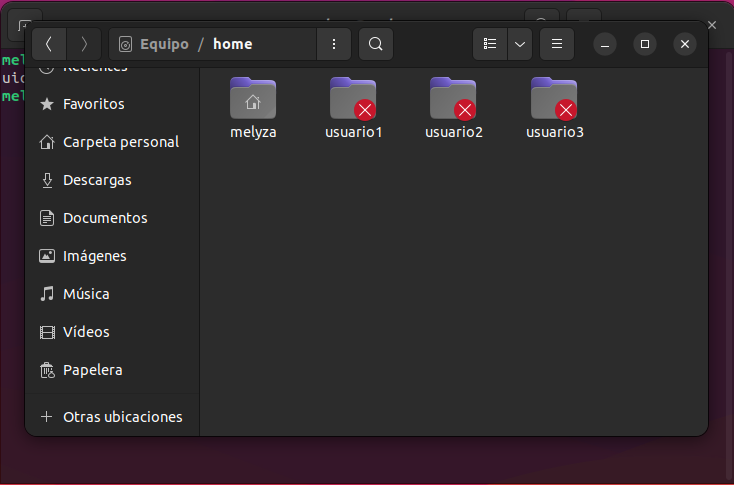 Equipo / home
mel
uid
mel
Recientes
Favoritos
Carpeta personal
Descargas
Documentos
Imágenes
Música
Vídeos
Papelera
Otras ubicaciones
melyza
usuario1
usuario2
usuario3